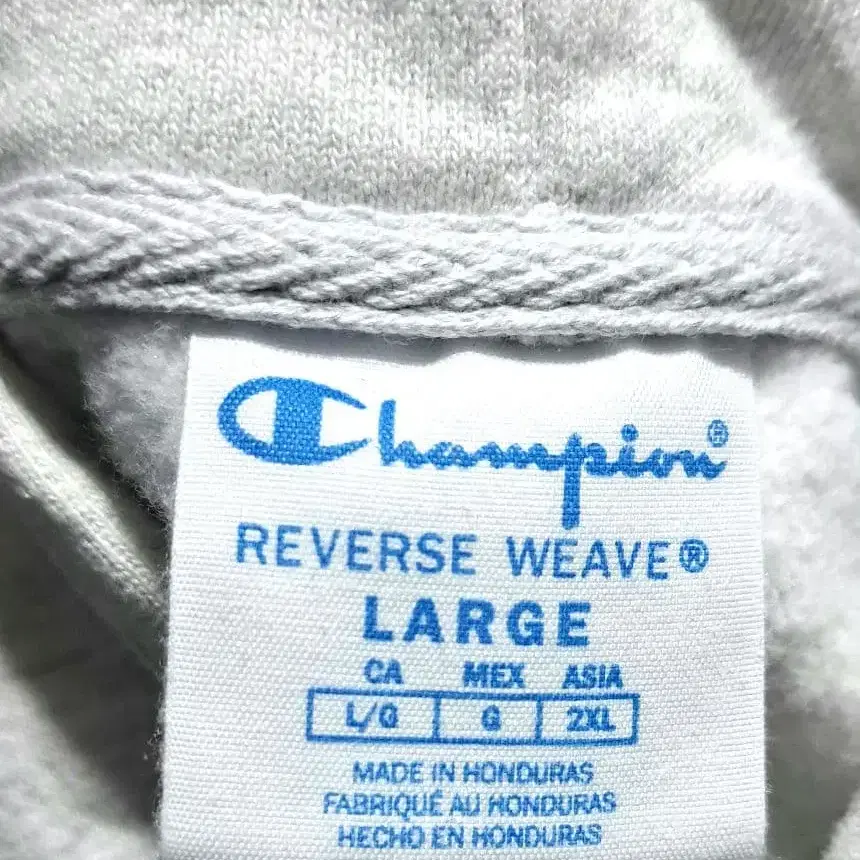 Champion®
REVERSE WEAVE®
LARGE
CA MEX ASIA
L/G G 2XL
MADE IN HONDURAS
FABRIQUÉ AU HONDURAS
HECHO EN HONDURAS